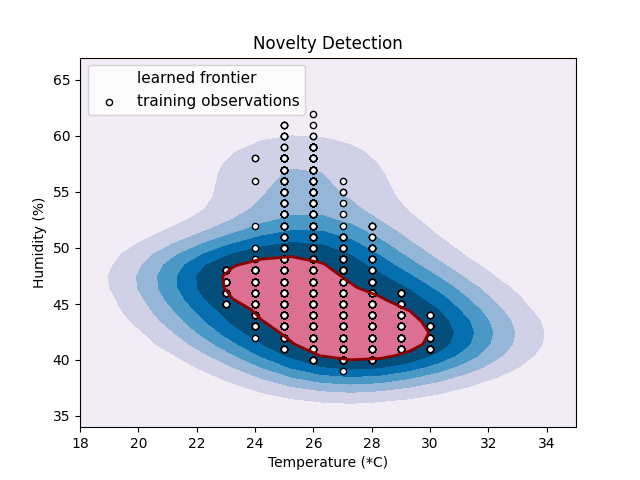 Novelty Detection
learned frontier
training observations
65
60
55
50
45
40
35
Humidity (%)
18 20 22 24 26 28 30 32 34
Temperature (*C)